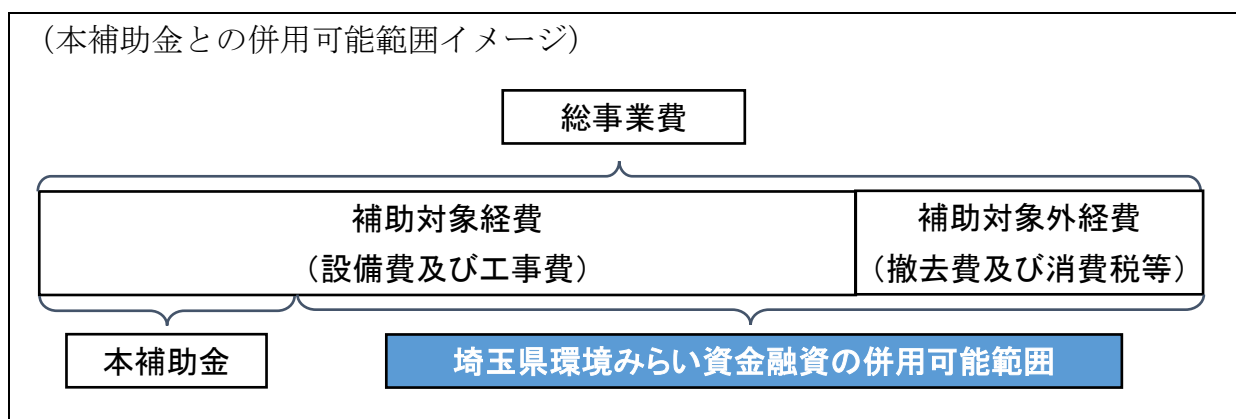 （本補助金との併用可能範囲イメージ）
総事業費
補助対象経費
（設備費及び工事費）
補助対象外経費
（撤去費及び消費税等）
本補助金
埼玉県環境みらい資金融資の併用可能範囲